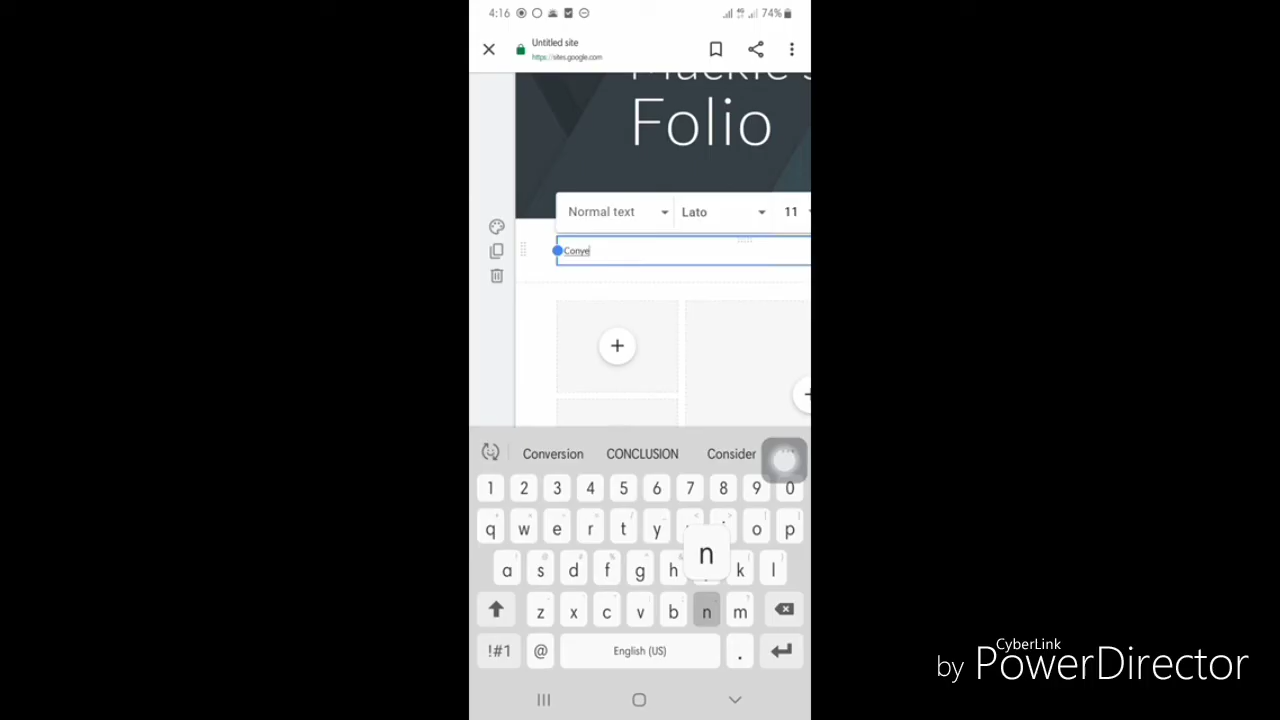 4:16 74%
Untitled site
https://sites.google.com
Mackie's
Folio
Normal text Lato 11
Conve
Conversion CONCLUSION Consider
1 2 3 4 5 6 7 8 9 0
q w e r t y o p
n
a s d f g h k l
z x c v b n m
!#1 @ English (US) .
CyberLink
by PowerDirector